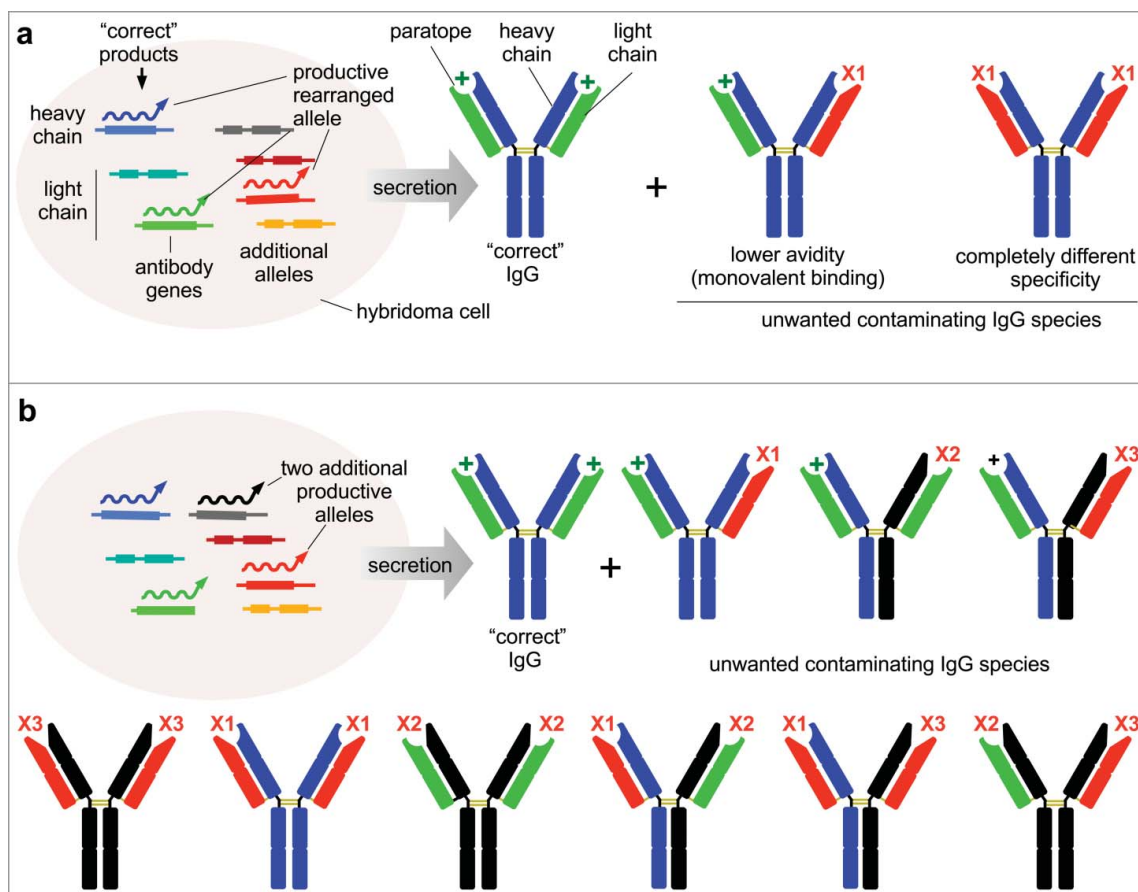 a
“correct”
products
heavy
chain
light
chain
productive
rearranged
allele
antibody
genes
additional
alleles
hybridoma cell
secretion
paratope
heavy
chain
light
chain
+
+
“correct”
IgG
+
+
X1
lower avidity
(monovalent binding)
X1
X1
completely different
specificity
unwanted contaminating IgG species
b
two additional
productive
alleles
secretion
+
+
“correct”
IgG
+
+
X1
+
X2
+
X3
unwanted contaminating IgG species
X3
X3
X1
X1
X2
X2
X1
X2
X1
X3
X2
X3